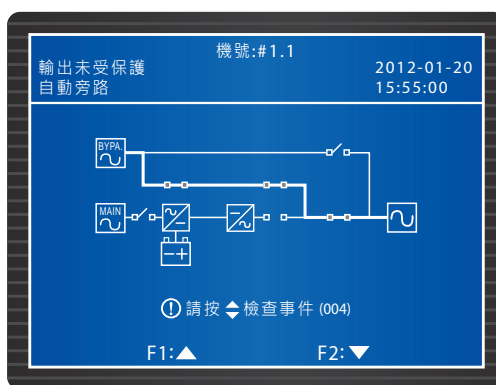 機號:#1.1
輸出未受保護
2012-01-20
自動旁路
15:55:00
BYPA.
MAIN
請按檢查事件 (004)
F1:
F2: